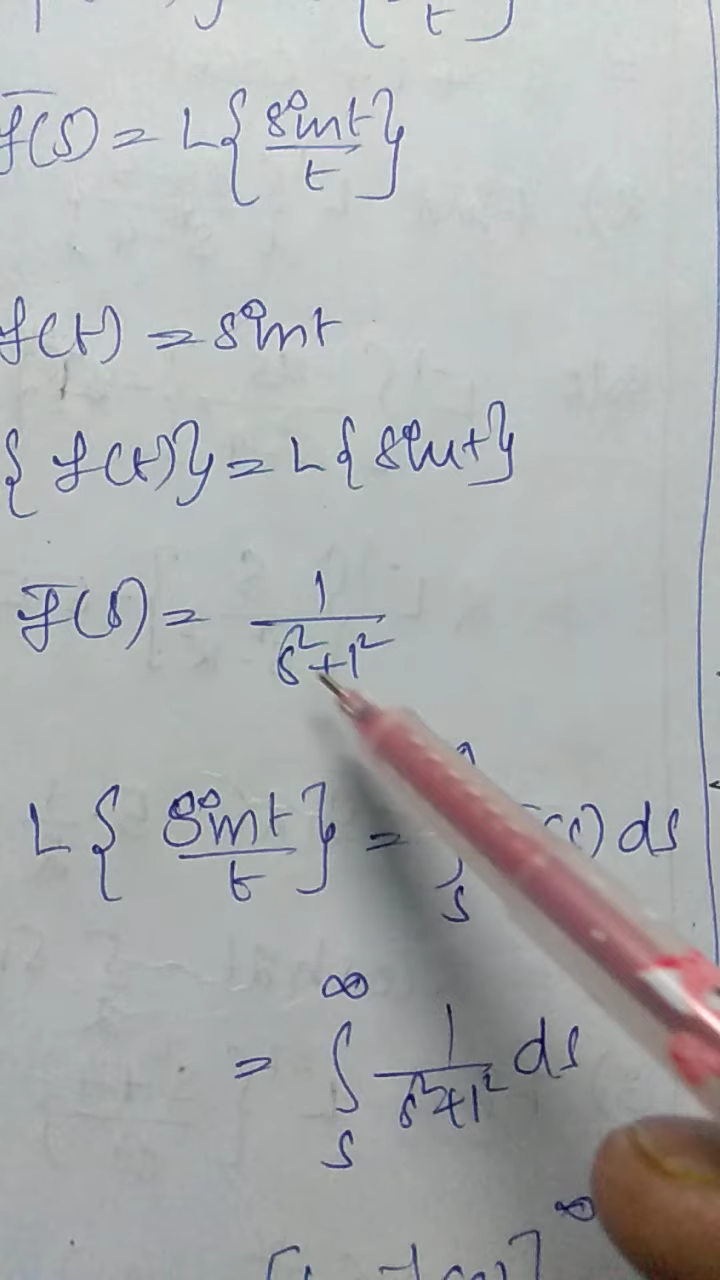 { t }
f̅(s) = L{ sint / t }
f(t) = sint
{ f(t)} = L{ sint}
f̅(s) = 1 / s²+1²
L{ sint / t } = ∫ s (s) ds
= ∫ s ∞ 1 / s²+1² ds
∞